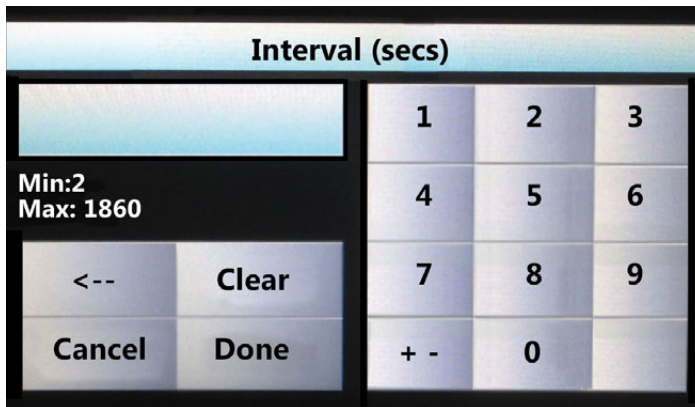 Interval (secs)
Min:2
Max: 1860
<--
Clear
Cancel
Done
1 2 3
4 5 6
7 8 9
+ - 0